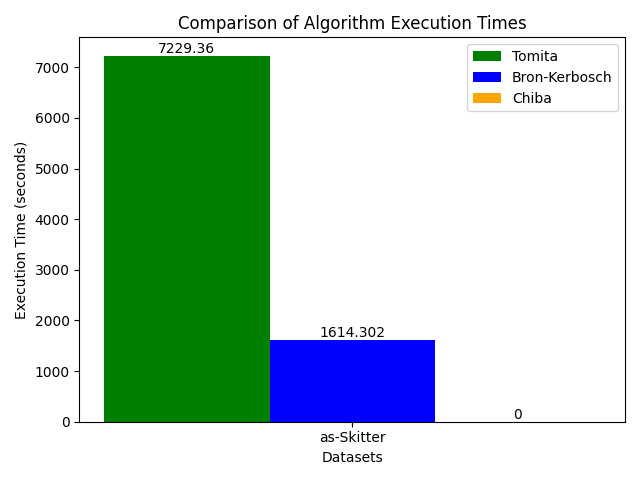 Comparison of Algorithm Execution Times
7229.36
1614.302
0
Tomita
Bron-Kerbosch
Chiba
Execution Time (seconds)
7000
6000
5000
4000
3000
2000
1000
0
as-Skitter
Datasets